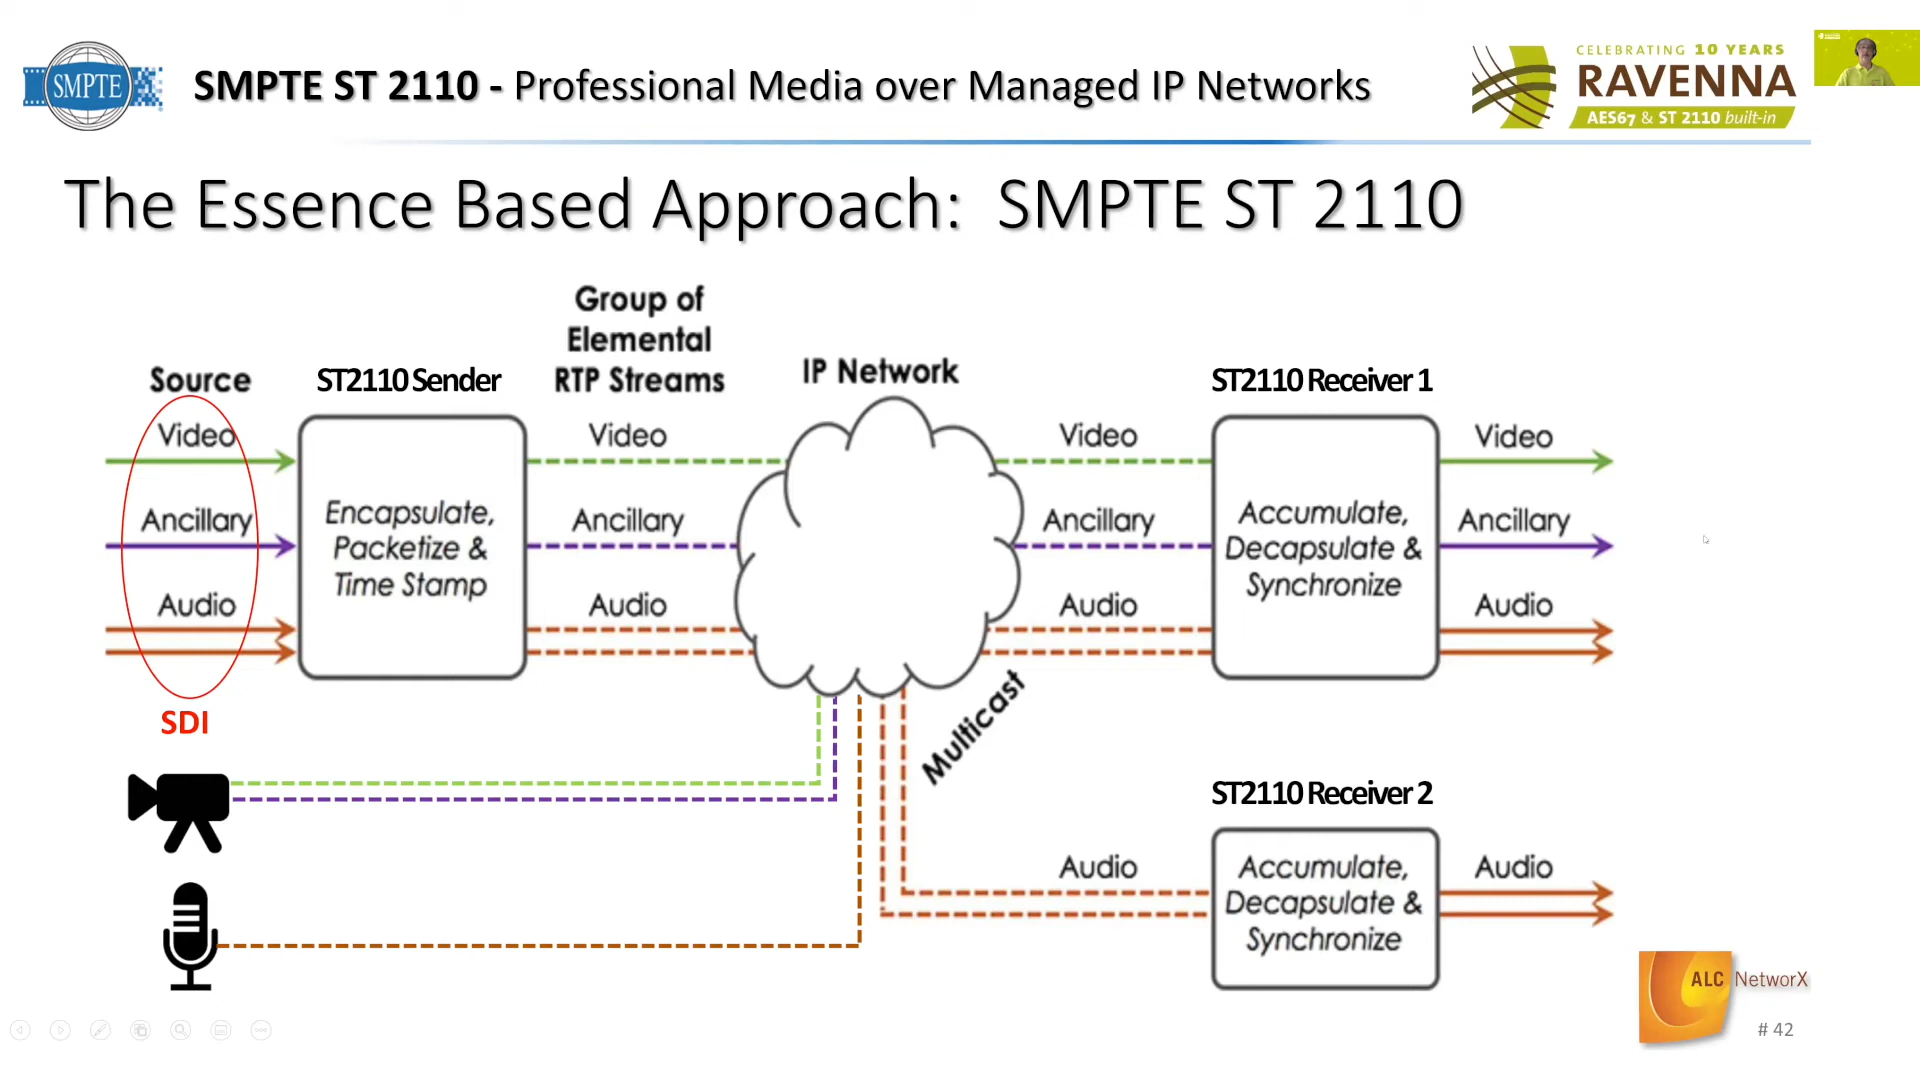 SMPTE
SMPTE ST 2110 - Professional Media over Managed IP Networks
CELEBRATING 10 YEARS
RAVENNA
AES67 & ST 2110 built-in
The Essence Based Approach: SMPTE ST 2110
Source
ST2110 Sender
Group of
Elemental
RTP Streams
IP Network
ST2110 Receiver 1
Video
Ancillary
Audio
SDI
Encapsulate,
Packetize &
Time Stamp
Video
Ancillary
Audio
Video
Ancillary
Audio
Accumulate,
Decapsulate &
Synchronize
Video
Ancillary
Audio
Multicast
ST2110 Receiver 2
Audio
Accumulate,
Decapsulate &
Synchronize
Audio
ALC NetworX
# 42